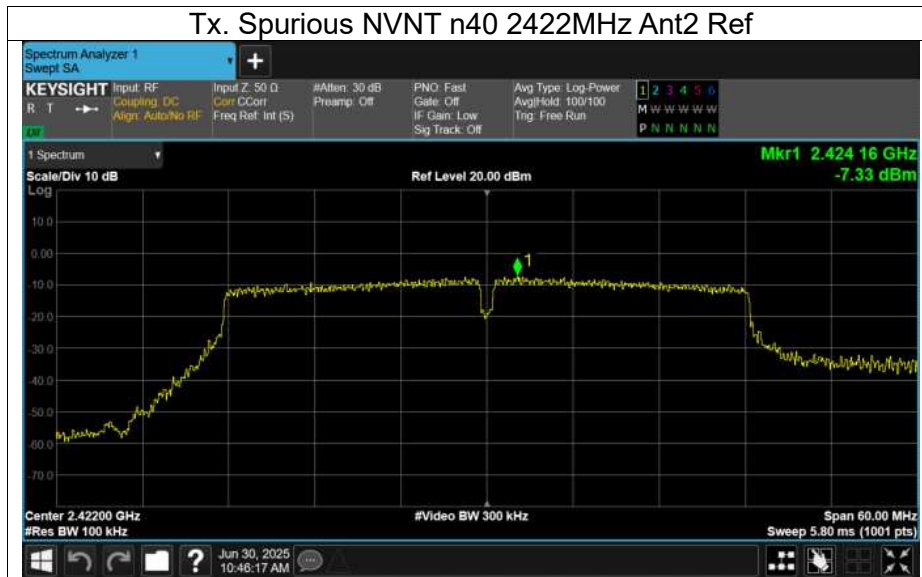 Tx. Spurious NVNT n40 2422MHz Ant2 Ref
Spectrum Analyzer 1
Swept SA
+
KEYSIGHT
R T
Input: RF
Coupling: DC
Align: Auto/No RF
Input Z: 50 Ω
Corr CCorr
Freq Ref: Int (S)
#Atten: 30 dB
Preamp: Off
PNO: Fast
Gate: Off
IF Gain: Low
Sig Track: Off
Avg Type: Log-Power
Avg|Hold: 100/100
Trig: Free Run
1 2 3 4 5 6
M W W W W W
P N N N N N
1 Spectrum
Scale/Div 10 dB
Log
Ref Level 20.00 dBm
Mkr1 2.424 16 GHz
-7.33 dBm
10.0
0.00
-10.0
-20.0
-30.0
-40.0
-50.0
-60.0
-70.0
1
Center 2.42200 GHz
#Res BW 100 kHz
#Video BW 300 kHz
Span 60.00 MHz
Sweep 5.80 ms (1001 pts)
?
Jun 30, 2025
10:46:17 AM